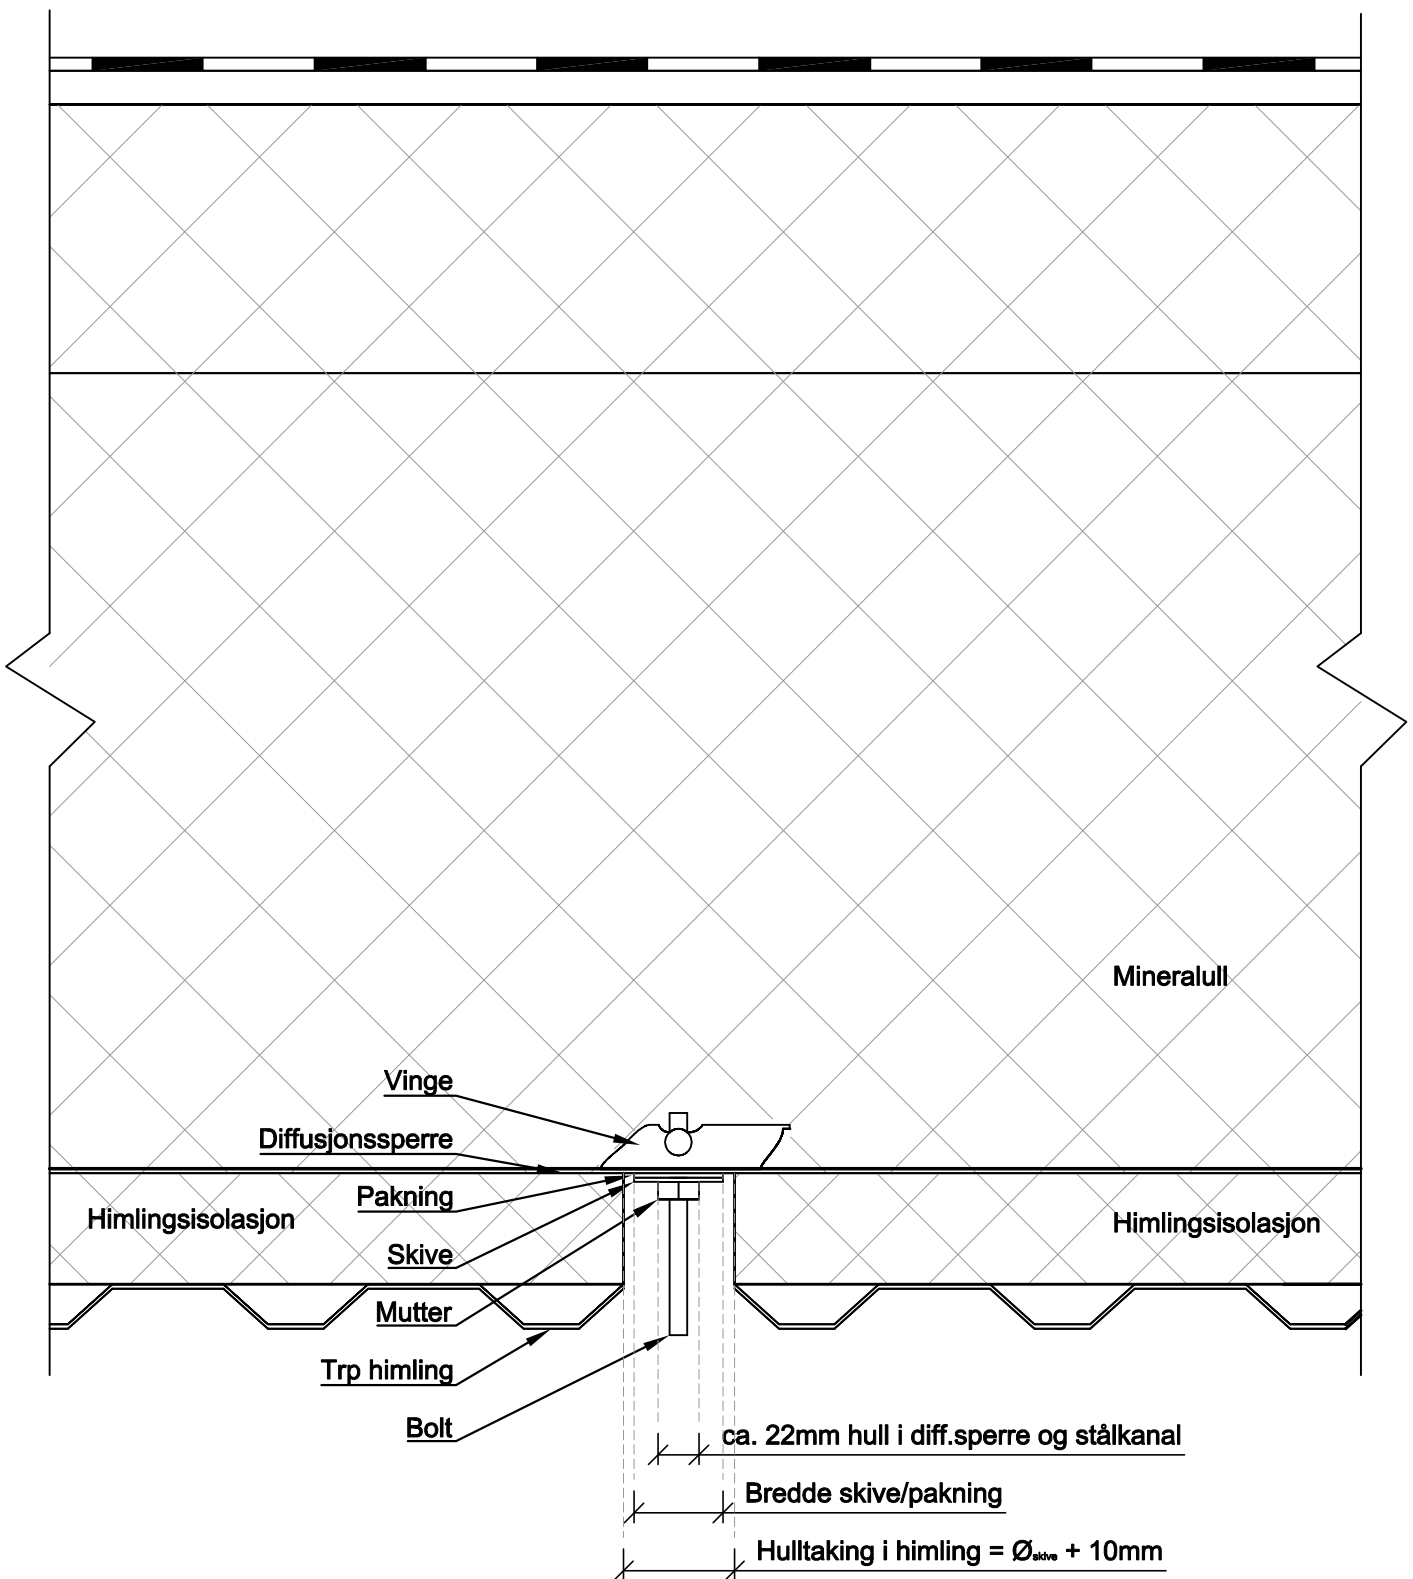 Mineralull
Vinge
Diffusjonssperre
Pakning
Himlingsisolasjon
Himlingsisolasjon
Skive
Mutter
Trp himling
Bolt
ca. 22mm hull i diff.sperre og stålkanal
Bredde skive/pakning
Hulltaking i himling = Øskive + 10mm